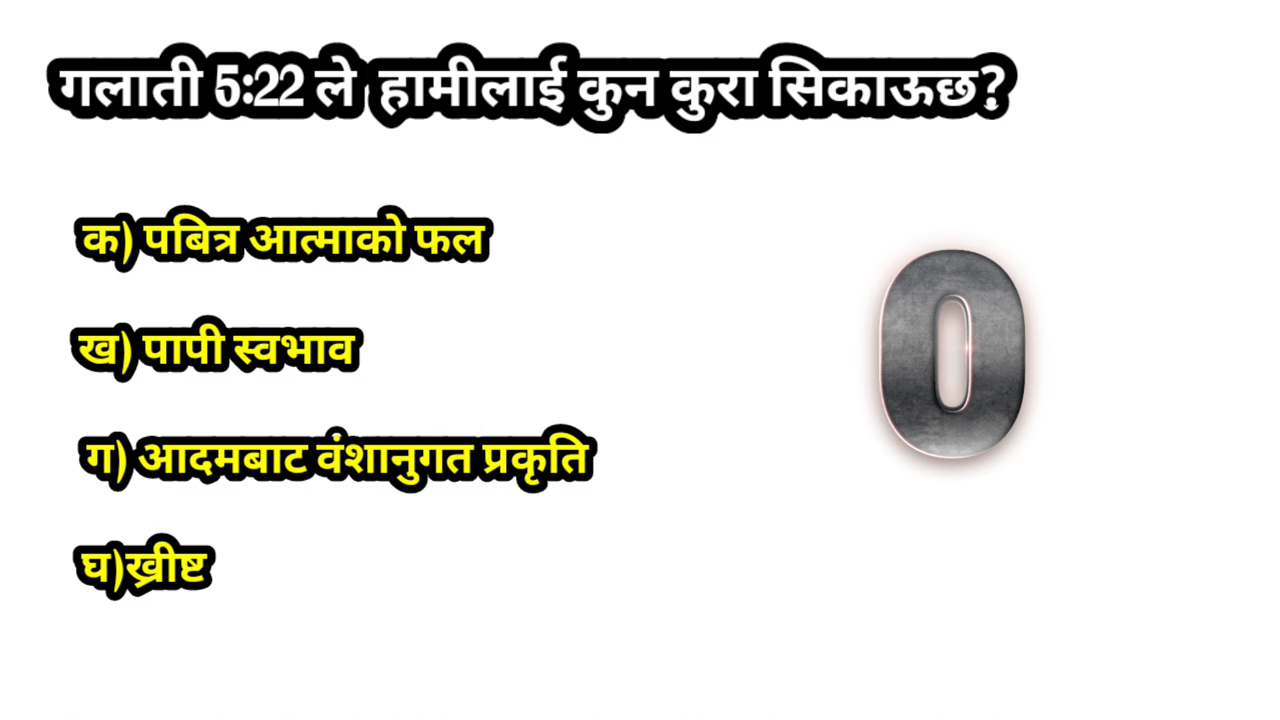 गलाती 5:22 ले हामीलाई कुन कुरा सिकाऊछ?
क) पबित्र आत्माको फल
ख) पापी स्वभाव
ग) आदमबाट वंशानुगत प्रकृति
घ)ख्रीष्ट
0